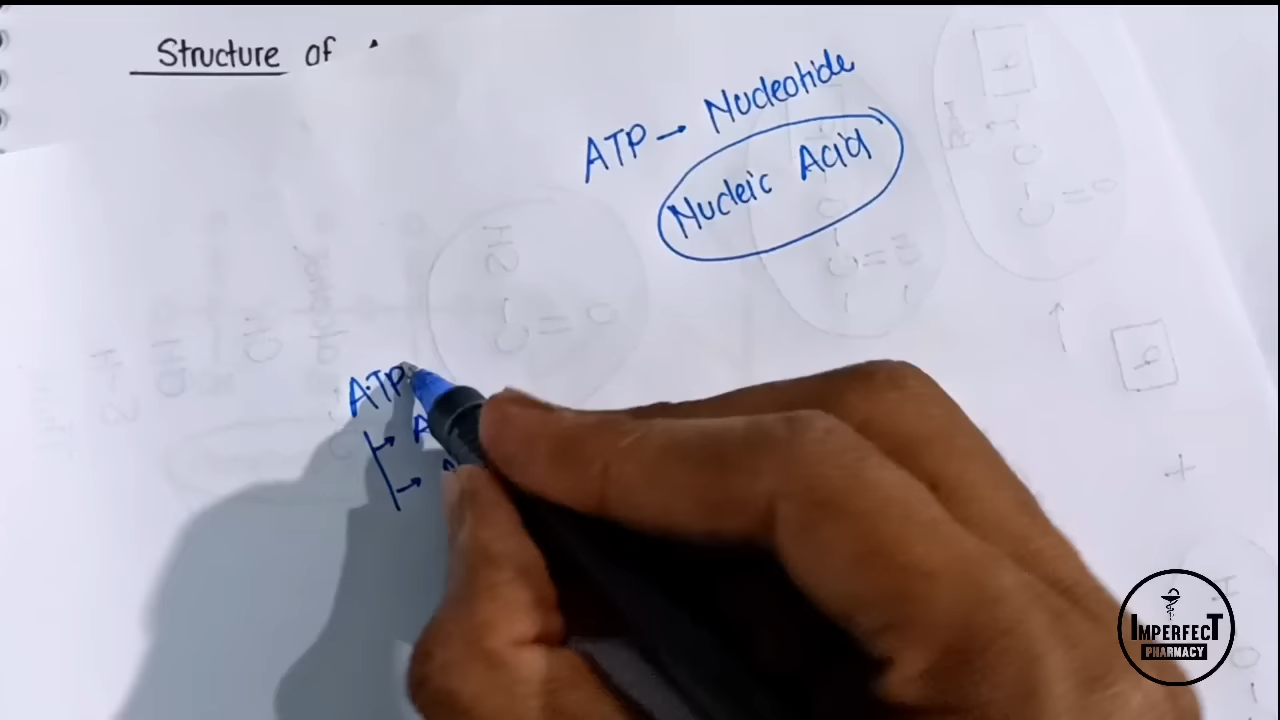 Structure of
ATP → Nucleotide
Nucleic Acid
ATP
→ A
→
IMPERFECT
PHARMACY